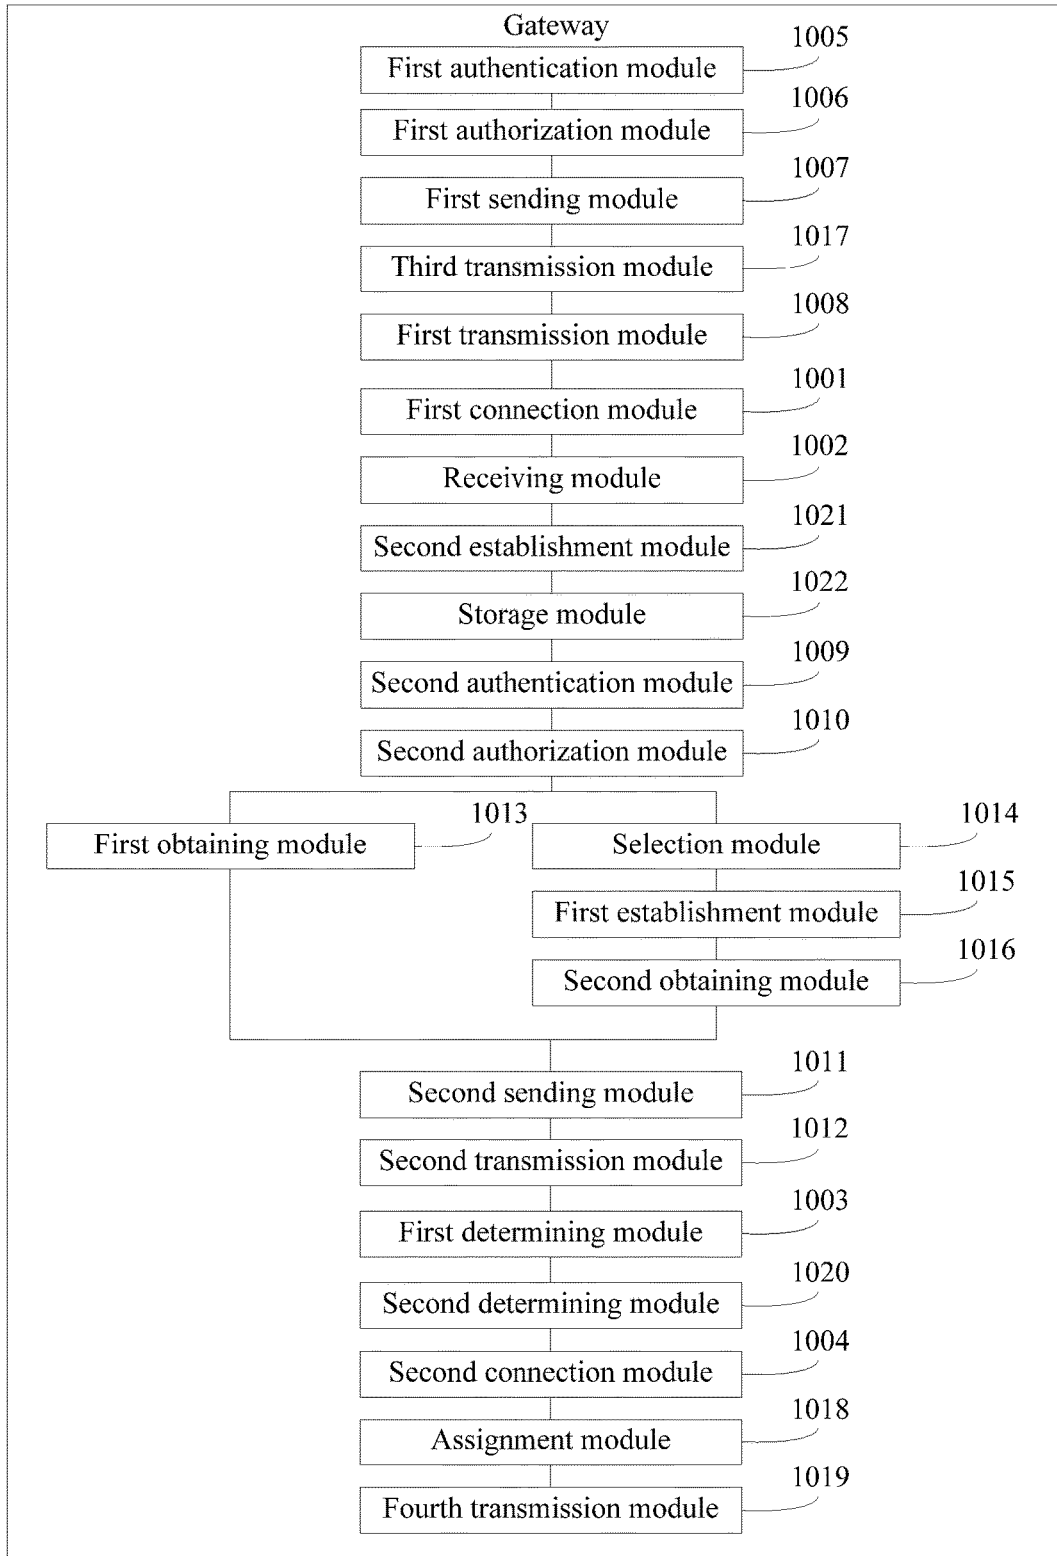 Gateway
First authentication module
1005
First authorization module
1006
First sending module
1007
Third transmission module
1017
First transmission module
1008
First connection module
1001
Receiving module
1002
Second establishment module
1021
Storage module
1022
Second authentication module
1009
Second authorization module
1010
First obtaining module
1013
Selection module
1014
First establishment module
1015
Second obtaining module
1016
Second sending module
1011
Second transmission module
1012
First determining module
1003
Second determining module
1020
Second connection module
1004
Assignment module
1018
Fourth transmission module
1019